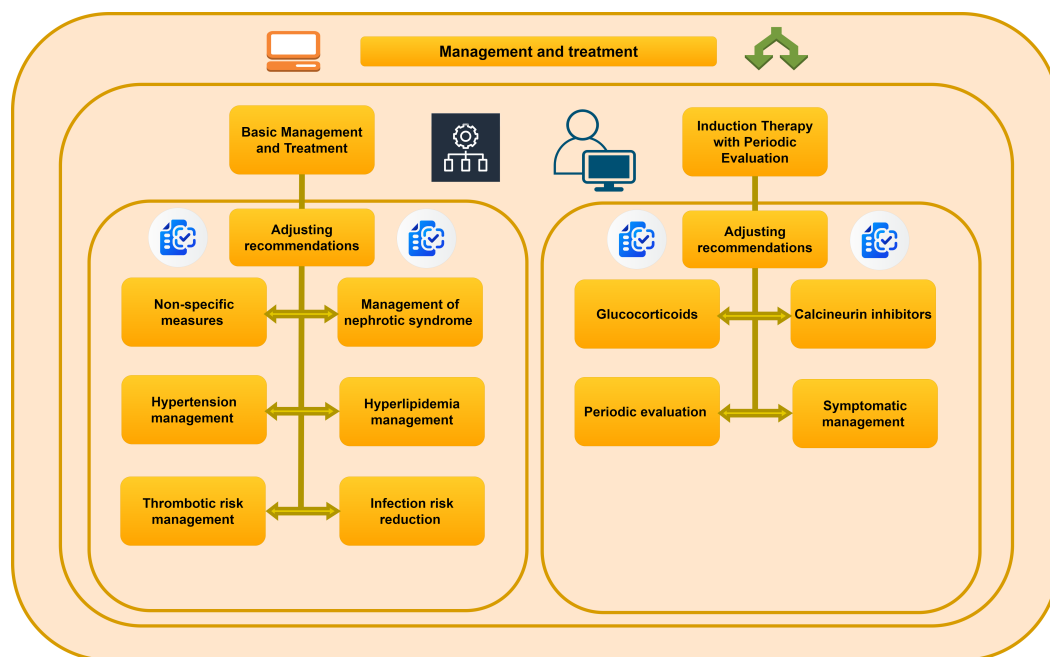 Management and treatment
Basic Management
and Treatment
Induction Therapy
with Periodic
Evaluation
Adjusting
recommendations
Non-specific
measures
Management of
nephrotic syndrome
Hypertension
management
Hyperlipidemia
management
Thrombotic risk
management
Infection risk
reduction
Adjusting
recommendations
Glucocorticoids
Calcineurin inhibitors
Periodic evaluation
Symptomatic
management